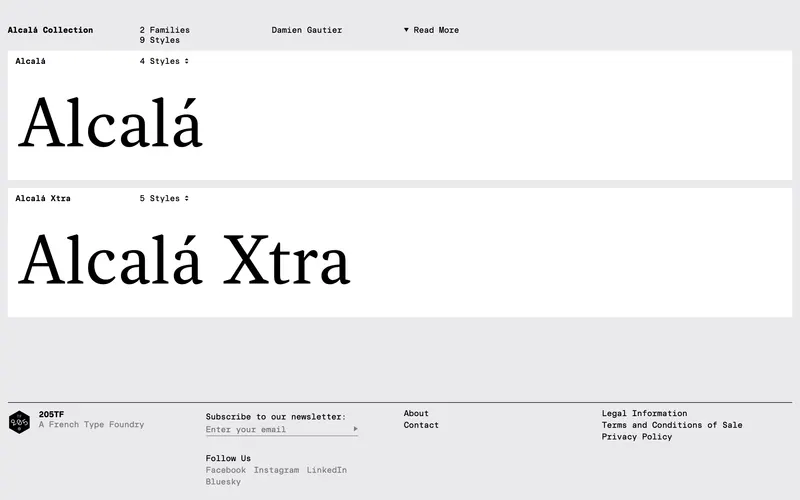 Alcalá Collection
2 Families
9 Styles
Damien Gautier
▼ Read More
Alcalá
4 Styles
Alcalá
Alcalá Xtra
5 Styles
Alcalá Xtra
205
205TF
A French Type Foundry
Subscribe to our newsletter:
Enter your email
Follow Us
Facebook Instagram LinkedIn
Bluesky
About
Contact
Legal Information
Terms and Conditions of Sale
Privacy Policy